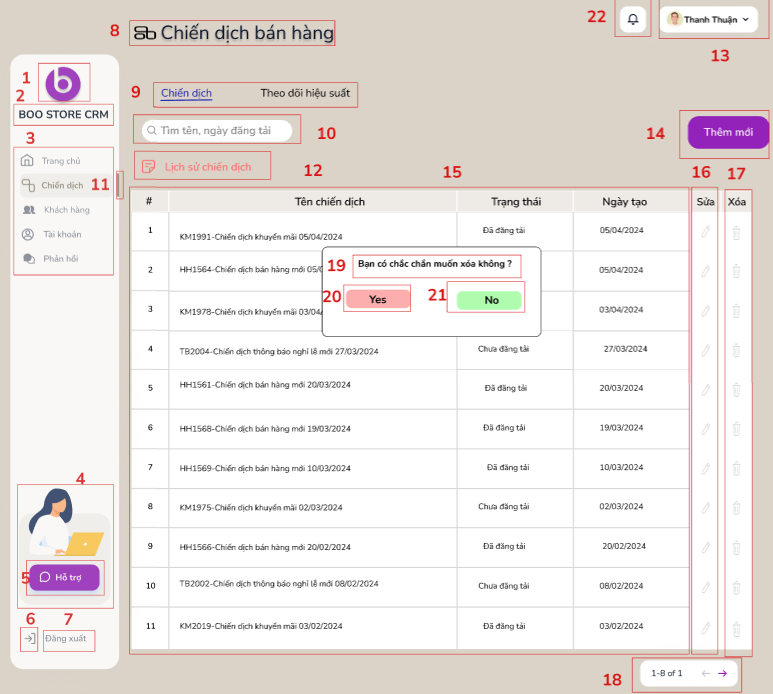 22
Thanh Thuận
8
Chiến dịch bán hàng
13
1
b
2
BOO STORE CRM
3
Trang chủ
Chiến dịch
11
Khách hàng
Tài khoản
Phản hồi
4
5
Hỗ trợ
6
7
Đăng xuất
9
Chiến dịch
Theo dõi hiệu suất
Tìm tên, ngày đăng tải
10
14
Thêm mới
Lịch sử chiến dịch
12
15
16
17
# Tên chiến dịch Trạng thái Ngày tạo Sửa Xóa
1 KM1991-Chiến dịch khuyến mãi 05/04/2024 Đã đăng tải 05/04/2024
2 HH1564-Chiến dịch bán hàng mới 05/0 05/04/2024
3 KM1978-Chiến dịch khuyến mãi 03/04/ 03/04/2024
4 TB2004-Chiến dịch thông báo nghỉ lễ mới 27/03/2024 Chưa đăng tải 27/03/2024
5 HH1561-Chiến dịch bán hàng mới 20/03/2024 Đã đăng tải 20/03/2024
6 HH1568-Chiến dịch bán hàng mới 19/03/2024 Đã đăng tải 19/03/2024
7 HH1569-Chiến dịch bán hàng mới 10/03/2024 Đã đăng tải 10/03/2024
8 KM1975-Chiến dịch khuyến mãi 02/03/2024 Chưa đăng tải 02/03/2024
9 HH1566-Chiến dịch bán hàng mới 20/02/2024 Đã đăng tải 20/02/2024
10 TB2002-Chiến dịch thông báo nghỉ lễ mới 08/02/2024 Chưa đăng tải 08/02/2024
11 KM2019-Chiến dịch khuyến mãi 03/02/2024 Đã đăng tải 03/02/2024
19
Bạn có chắc chắn muốn xóa không ?
20
Yes
21
No
18
1-8 of 1